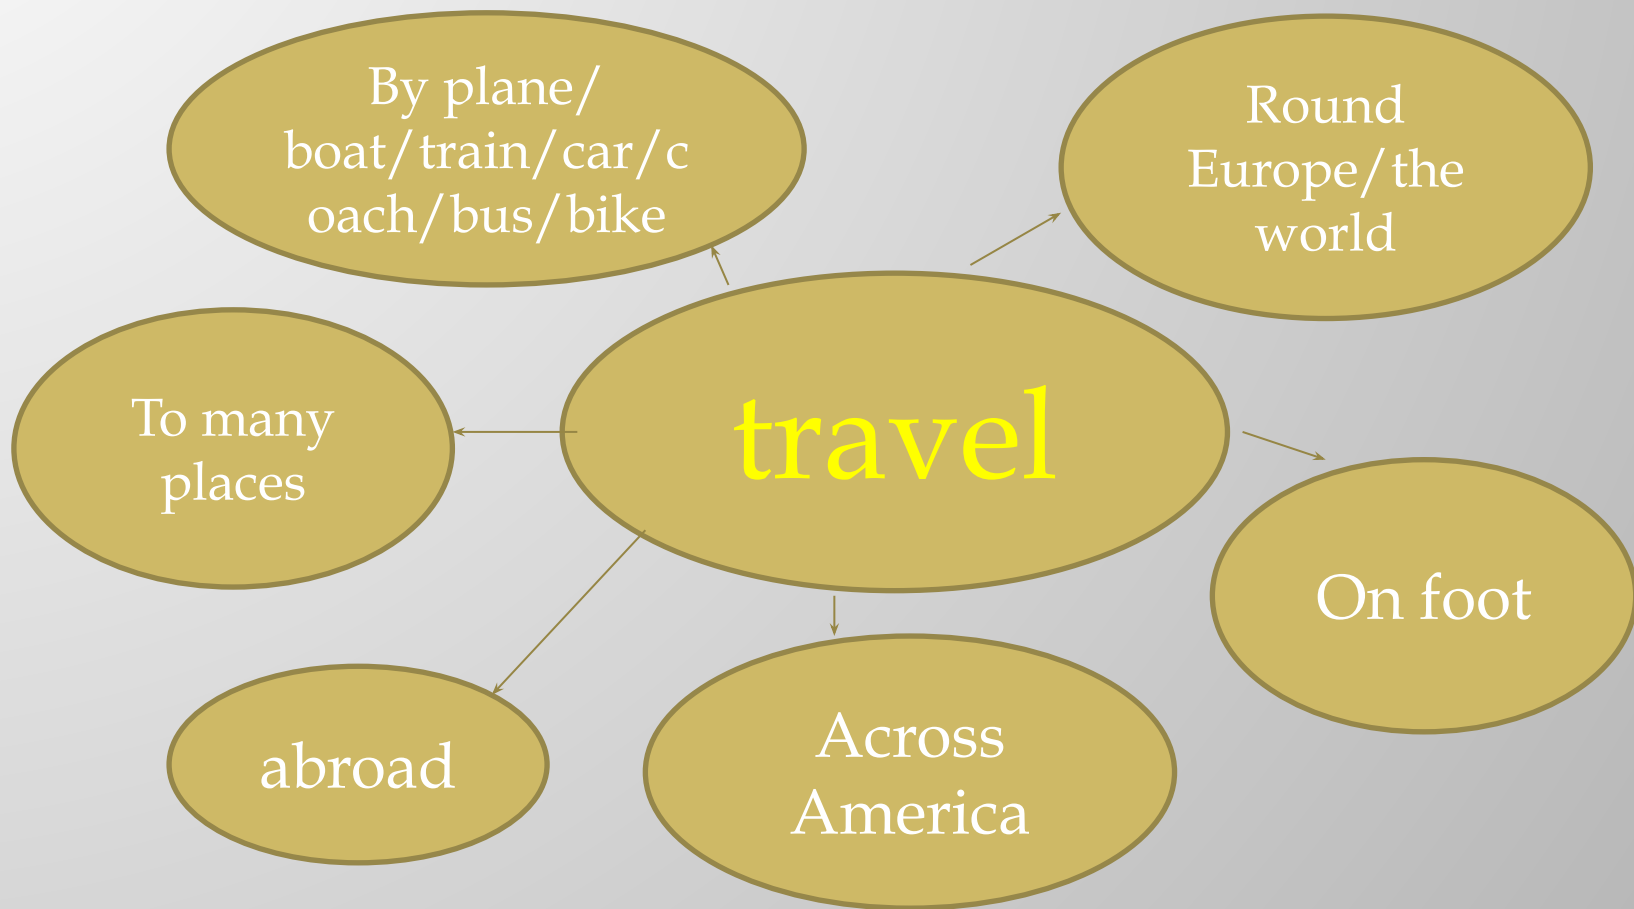 By plane/
boat/train/car/c
oach/bus/bike
Round
Europe/the
world
To many
places
travel
On foot
abroad
Across
America